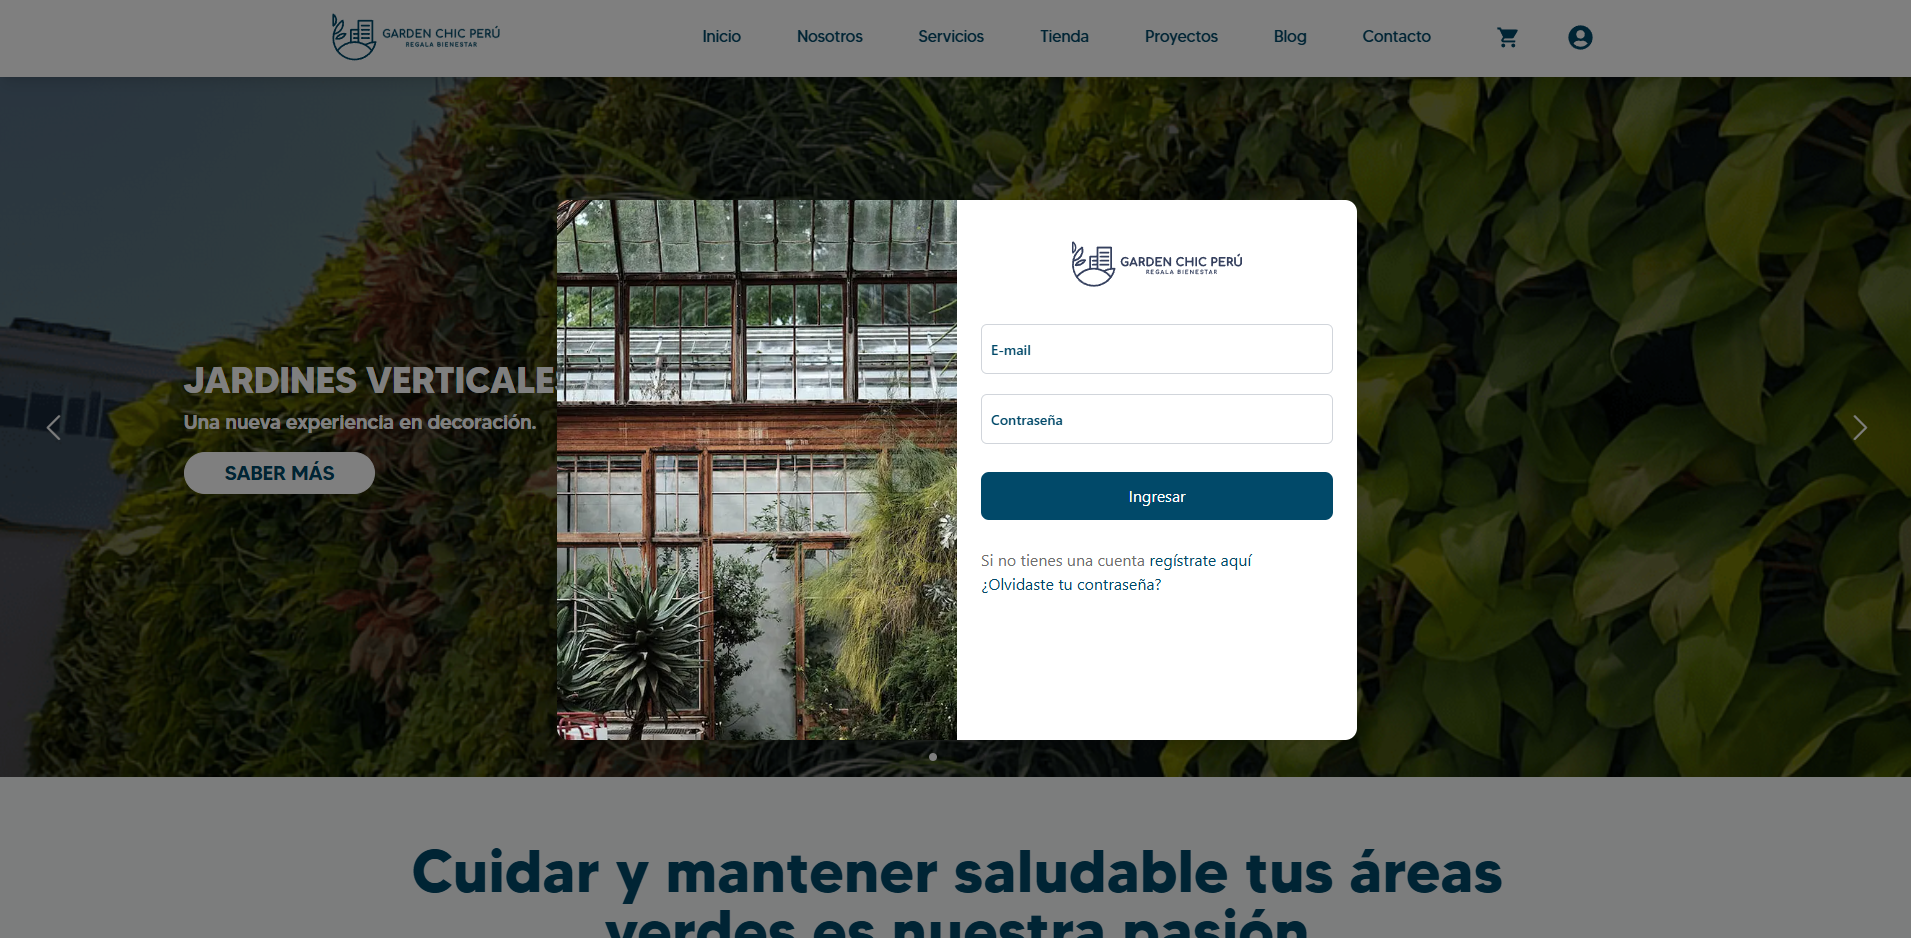 GARDEN CHIC PERÚ
REGALA BIENESTAR
Inicio
Nosotros
Servicios
Tienda
Proyectos
Blog
Contacto
JARDINES VERTICALE
Una nueva experiencia en decoración.
SABER MÁS
GARDEN CHIC PERÚ
REGALA BIENESTAR
E-mail
Contraseña
Ingresar
Si no tienes una cuenta regístrate aquí
¿Olvidaste tu contraseña?
Cuidar y mantener saludable tus áreas
verdes es nuestra pasión